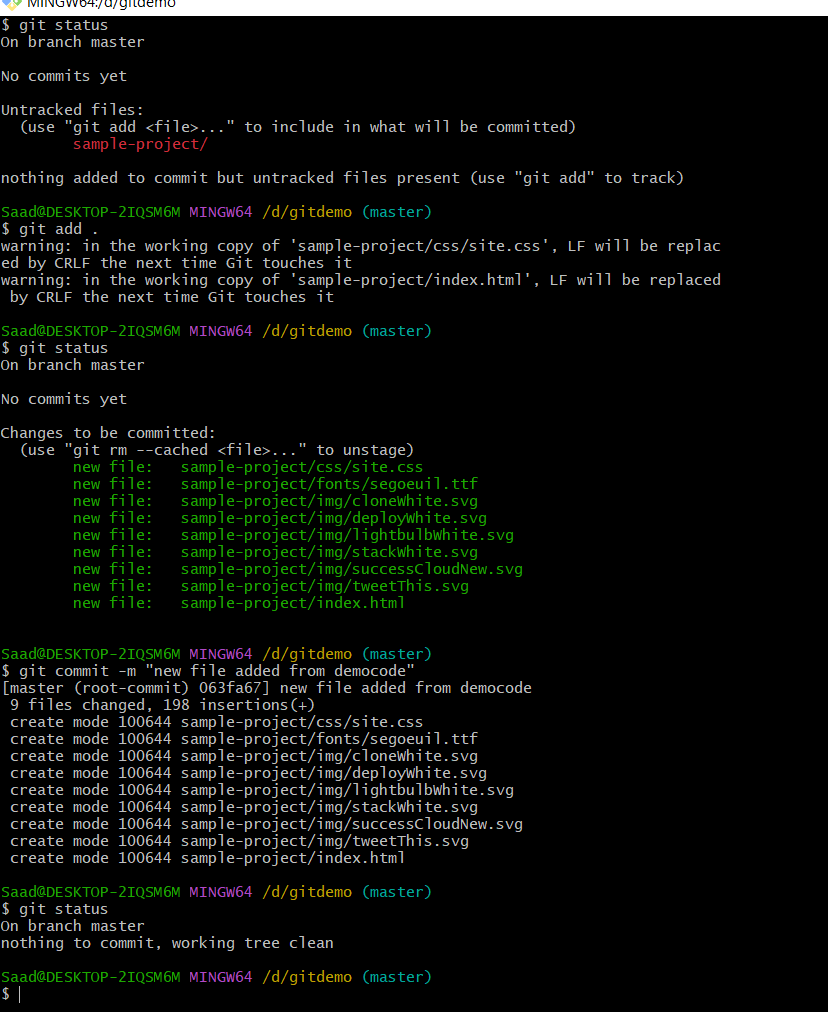 MINGW64:/d/gitdemo
$ git status
On branch master
No commits yet
Untracked files:
(use "git add <file>..." to include in what will be committed)
sample-project/
nothing added to commit but untracked files present (use "git add" to track)
Saad@DESKTOP-2IQSM6M MINGW64 /d/gitdemo (master)
$ git add .
warning: in the working copy of 'sample-project/css/site.css', LF will be replac
ed by CRLF the next time Git touches it
warning: in the working copy of 'sample-project/index.html', LF will be replaced
by CRLF the next time Git touches it
Saad@DESKTOP-2IQSM6M MINGW64 /d/gitdemo (master)
$ git status
On branch master
No commits yet
Changes to be committed:
(use "git rm --cached <file>..." to unstage)
new file:   sample-project/css/site.css
new file:   sample-project/fonts/segoeuil.ttf
new file:   sample-project/img/cloneWhite.svg
new file:   sample-project/img/deployWhite.svg
new file:   sample-project/img/lightbulbWhite.svg
new file:   sample-project/img/stackWhite.svg
new file:   sample-project/img/successCloudNew.svg
new file:   sample-project/img/tweetThis.svg
new file:   sample-project/index.html
Saad@DESKTOP-2IQSM6M MINGW64 /d/gitdemo (master)
$ git commit -m "new file added from democode"
[master (root-commit) 063fa67] new file added from democode
9 files changed, 198 insertions(+)
create mode 100644 sample-project/css/site.css
create mode 100644 sample-project/fonts/segoeuil.ttf
create mode 100644 sample-project/img/cloneWhite.svg
create mode 100644 sample-project/img/deployWhite.svg
create mode 100644 sample-project/img/lightbulbWhite.svg
create mode 100644 sample-project/img/stackWhite.svg
create mode 100644 sample-project/img/successCloudNew.svg
create mode 100644 sample-project/img/tweetThis.svg
create mode 100644 sample-project/index.html
Saad@DESKTOP-2IQSM6M MINGW64 /d/gitdemo (master)
$ git status
On branch master
nothing to commit, working tree clean
Saad@DESKTOP-2IQSM6M MINGW64 /d/gitdemo (master)
$